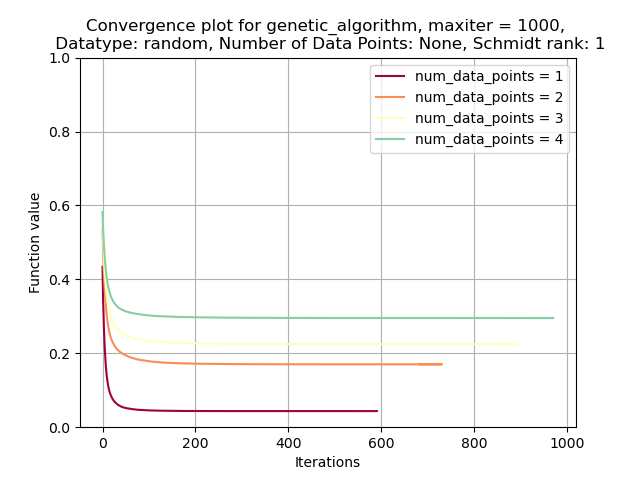 Convergence plot for genetic_algorithm, maxiter = 1000,
Datatype: random, Number of Data Points: None, Schmidt rank: 1
num_data_points = 1
num_data_points = 2
num_data_points = 3
num_data_points = 4
1.0
0.8
0.6
0.4
0.2
0.0
Function value
0 200 400 600 800 1000
Iterations